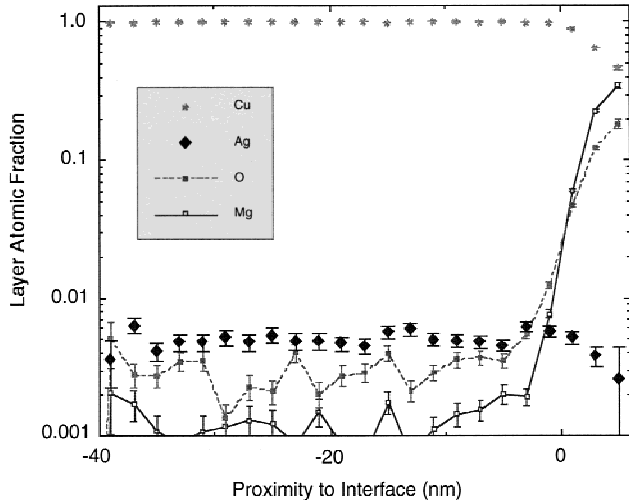 1.0
Cu
Ag
O
Mg
0.1
0.01
0.001
Layer Atomic Fraction
-40
-20
0
Proximity to Interface (nm)